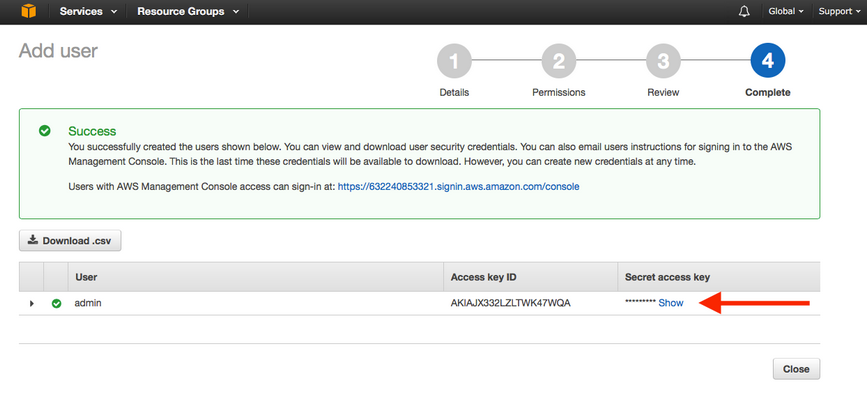 Services Resource Groups Global Support
Add user
1 2 3 4
Details Permissions Review Complete
Success
You successfully created the users shown below. You can view and download user security credentials. You can also email users instructions for signing in to the AWS
Management Console. This is the last time these credentials will be available to download. However, you can create new credentials at any time.
Users with AWS Management Console access can sign-in at: https://632240853321.signin.aws.amazon.com/console
Download .csv
User Access key ID Secret access key
admin AKIAJX332LZLTWK47WQA ********* Show
Close